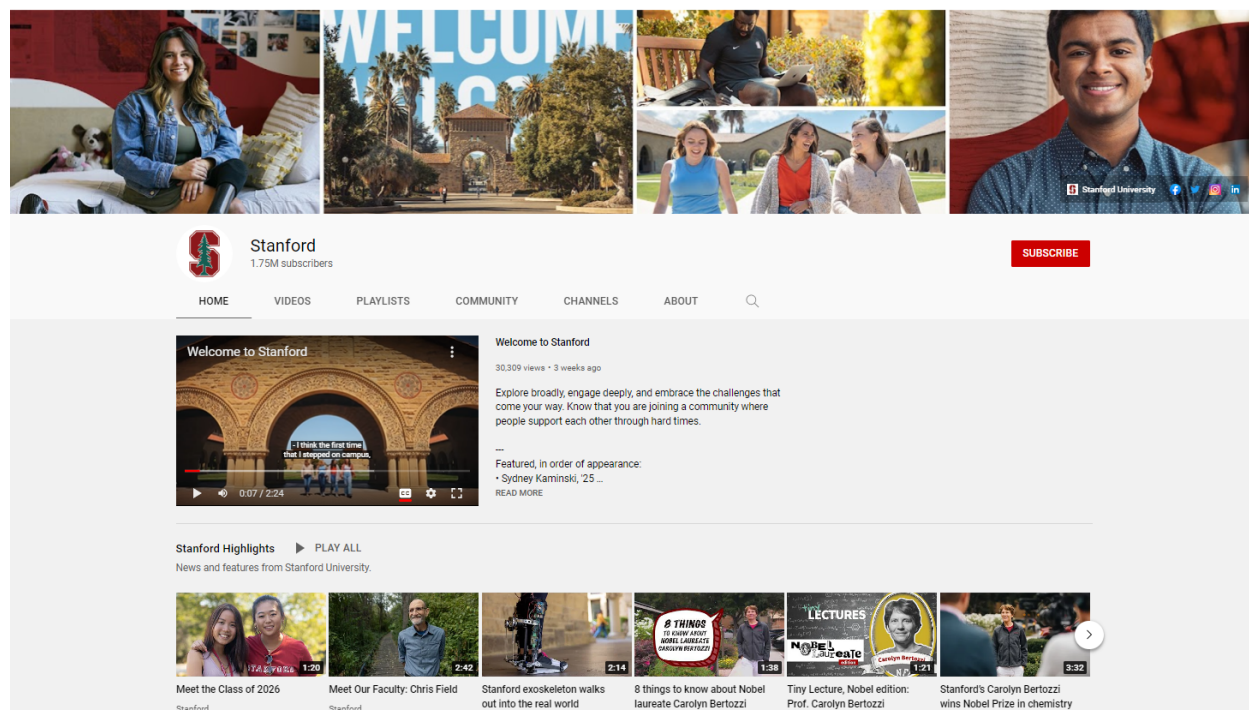 WELCOME
Stanford University
Stanford
1.75M subscribers
SUBSCRIBE
HOME VIDEOS PLAYLISTS COMMUNITY CHANNELS ABOUT
Welcome to Stanford
- I think the first time
that I stepped on campus,
0:07 / 2:24
Welcome to Stanford
30,309 views • 3 weeks ago
Explore broadly, engage deeply, and embrace the challenges that
come your way. Know that you are joining a community where
people support each other through hard times.
---
Featured, in order of appearance:
• Sydney Kaminski, '25 ...
READ MORE
Stanford Highlights PLAY ALL
News and features from Stanford University.
STANFORD
1:20
2:42
2:14
8 THINGS
TO KNOW ABOUT
NOBEL LAUREATE
CAROLYN BERTOZZI
1:38
tiny
LECTURES
NOBEL
Laureate
edition
Carolyn Bertozzi
1:21
3:32
Meet the Class of 2026
Stanford
Meet Our Faculty: Chris Field
Stanford
Stanford exoskeleton walks
out into the real world
8 things to know about Nobel
laureate Carolyn Bertozzi
Tiny Lecture, Nobel edition:
Prof. Carolyn Bertozzi
Stanford's Carolyn Bertozzi
wins Nobel Prize in chemistry